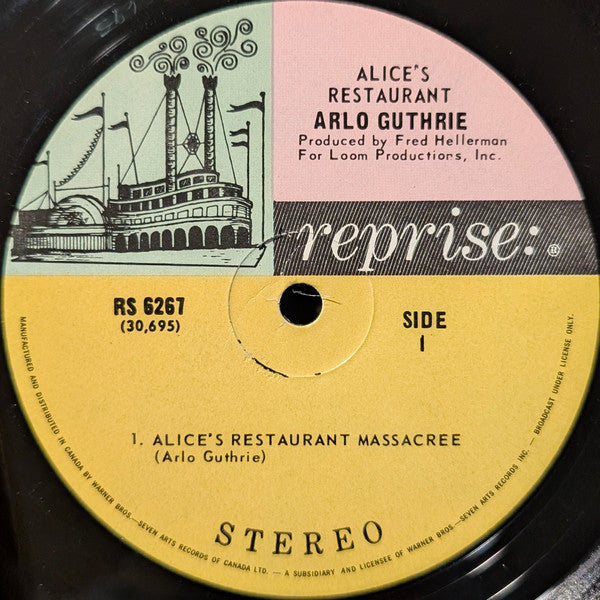 ALICE'S
RESTAURANT
ARLO GUTHRIE
Produced by Fred Hellerman
For Loom Productions, Inc.
reprise:®
RS 6267
(30,695)
SIDE
1
1. ALICE'S RESTAURANT MASSACREE
(Arlo Guthrie)
STEREO
MANUFACTURED AND DISTRIBUTED IN CANADA BY WARNER BROS.—SEVEN ARTS RECORDS OF CANADA LTD. — A SUBSIDIARY AND LICENSEE OF WARNER BROS.—SEVEN ARTS RECORDS INC.— BROADCAST UNDER LICENSE ONLY.